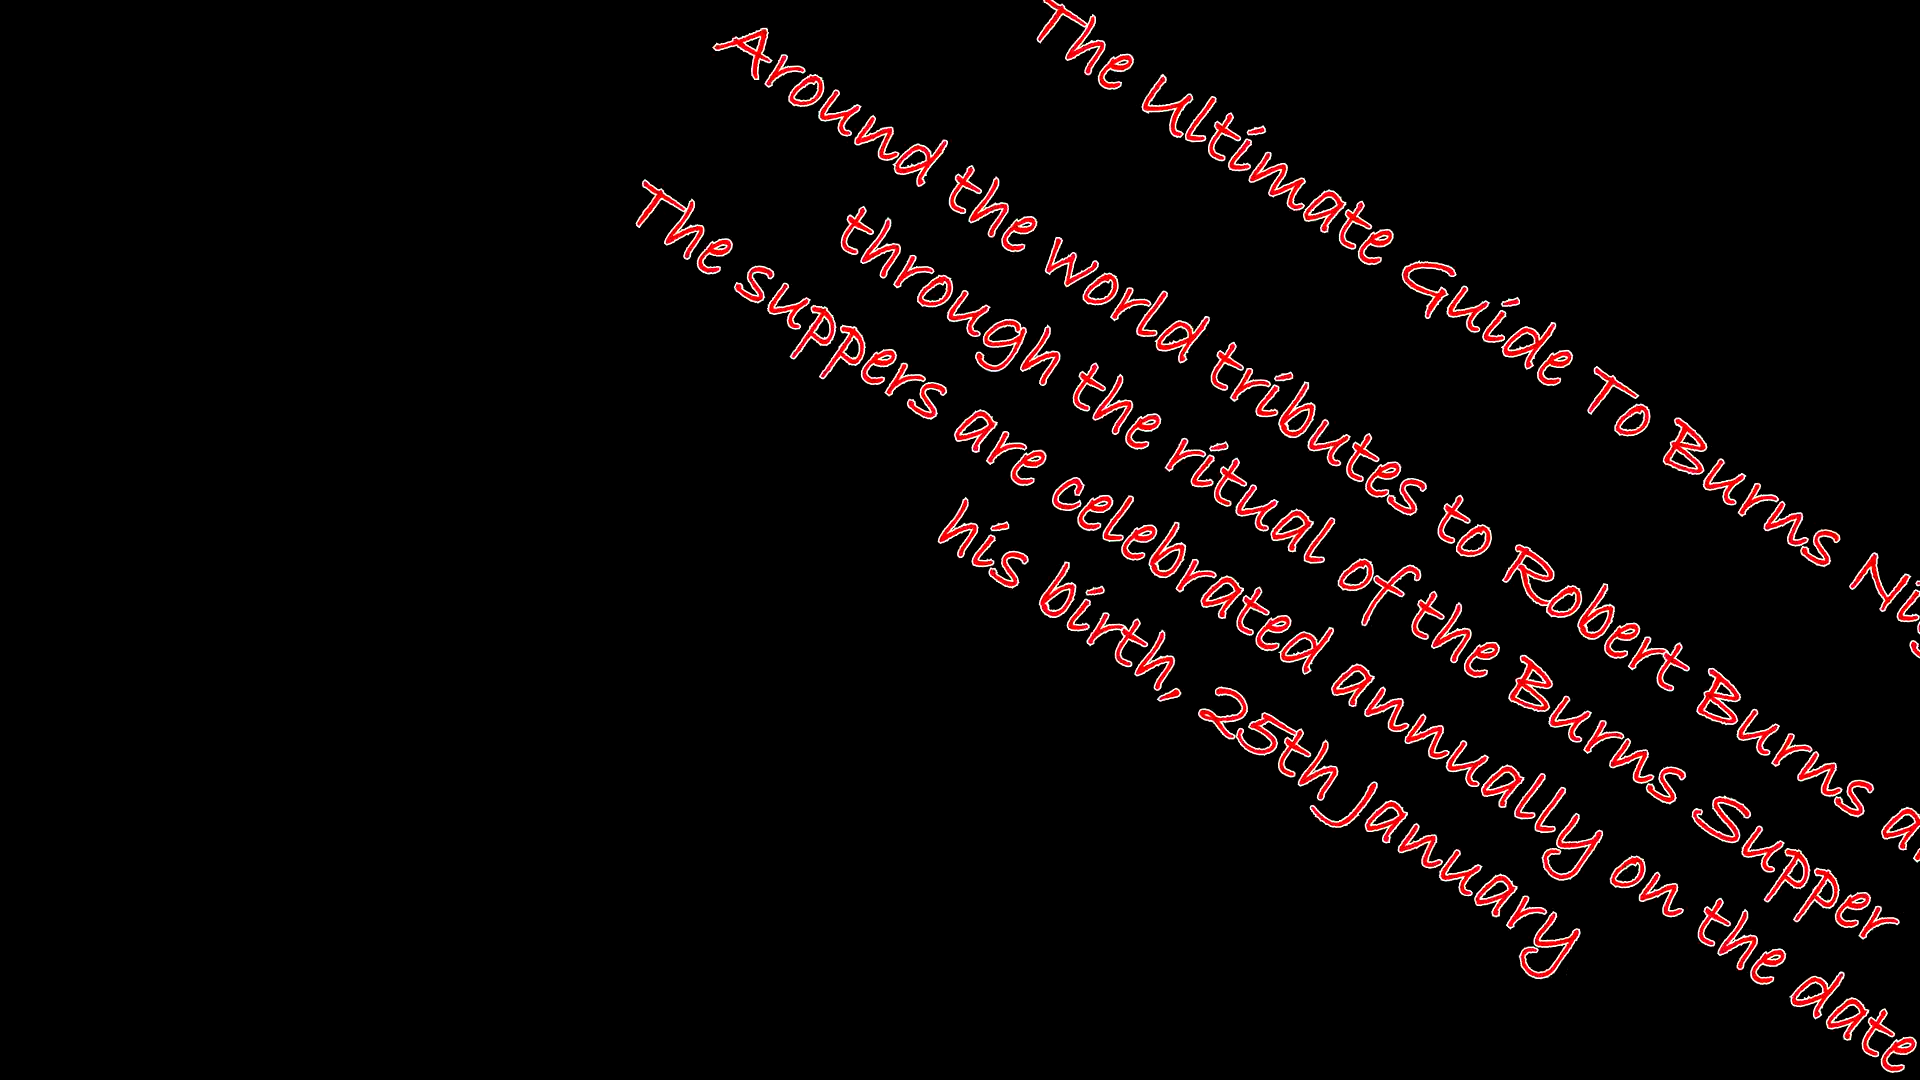 The Ultimate Guide To Burns
Around the world tributes to Robert Burns
through the ritual of the Burns Supper
The suppers are celebrated annually on the date
his birth, 25th January